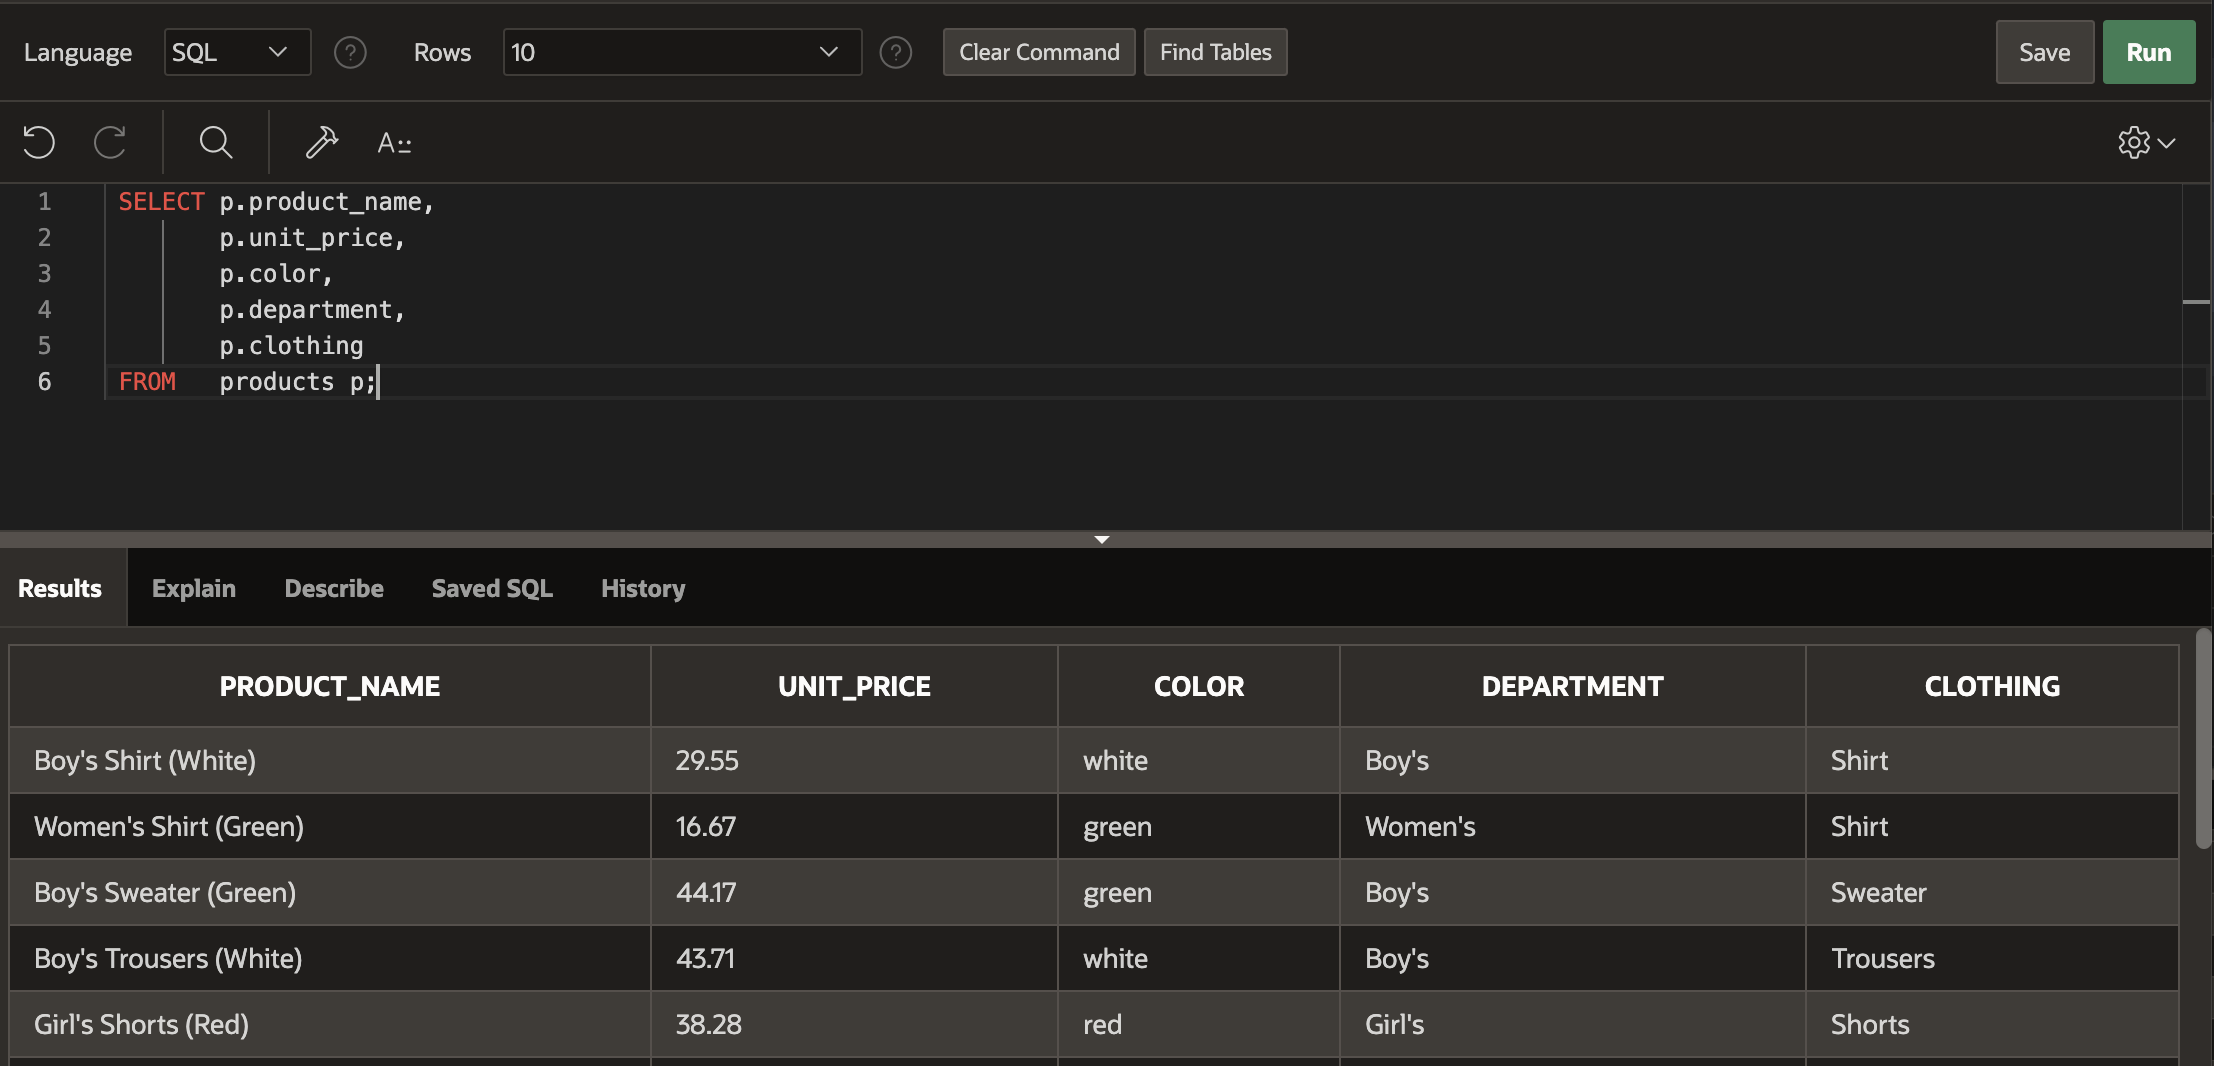 Language SQL ? Rows 10 ? Clear Command Find Tables Save Run
A::
1 SELECT p.product_name,
2 p.unit_price,
3 p.color,
4 p.department,
5 p.clothing
6 FROM products p;
Results Explain Describe Saved SQL History
PRODUCT_NAME UNIT_PRICE COLOR DEPARTMENT CLOTHING
Boy's Shirt (White) 29.55 white Boy's Shirt
Women's Shirt (Green) 16.67 green Women's Shirt
Boy's Sweater (Green) 44.17 green Boy's Sweater
Boy's Trousers (White) 43.71 white Boy's Trousers
Girl's Shorts (Red) 38.28 red Girl's Shorts